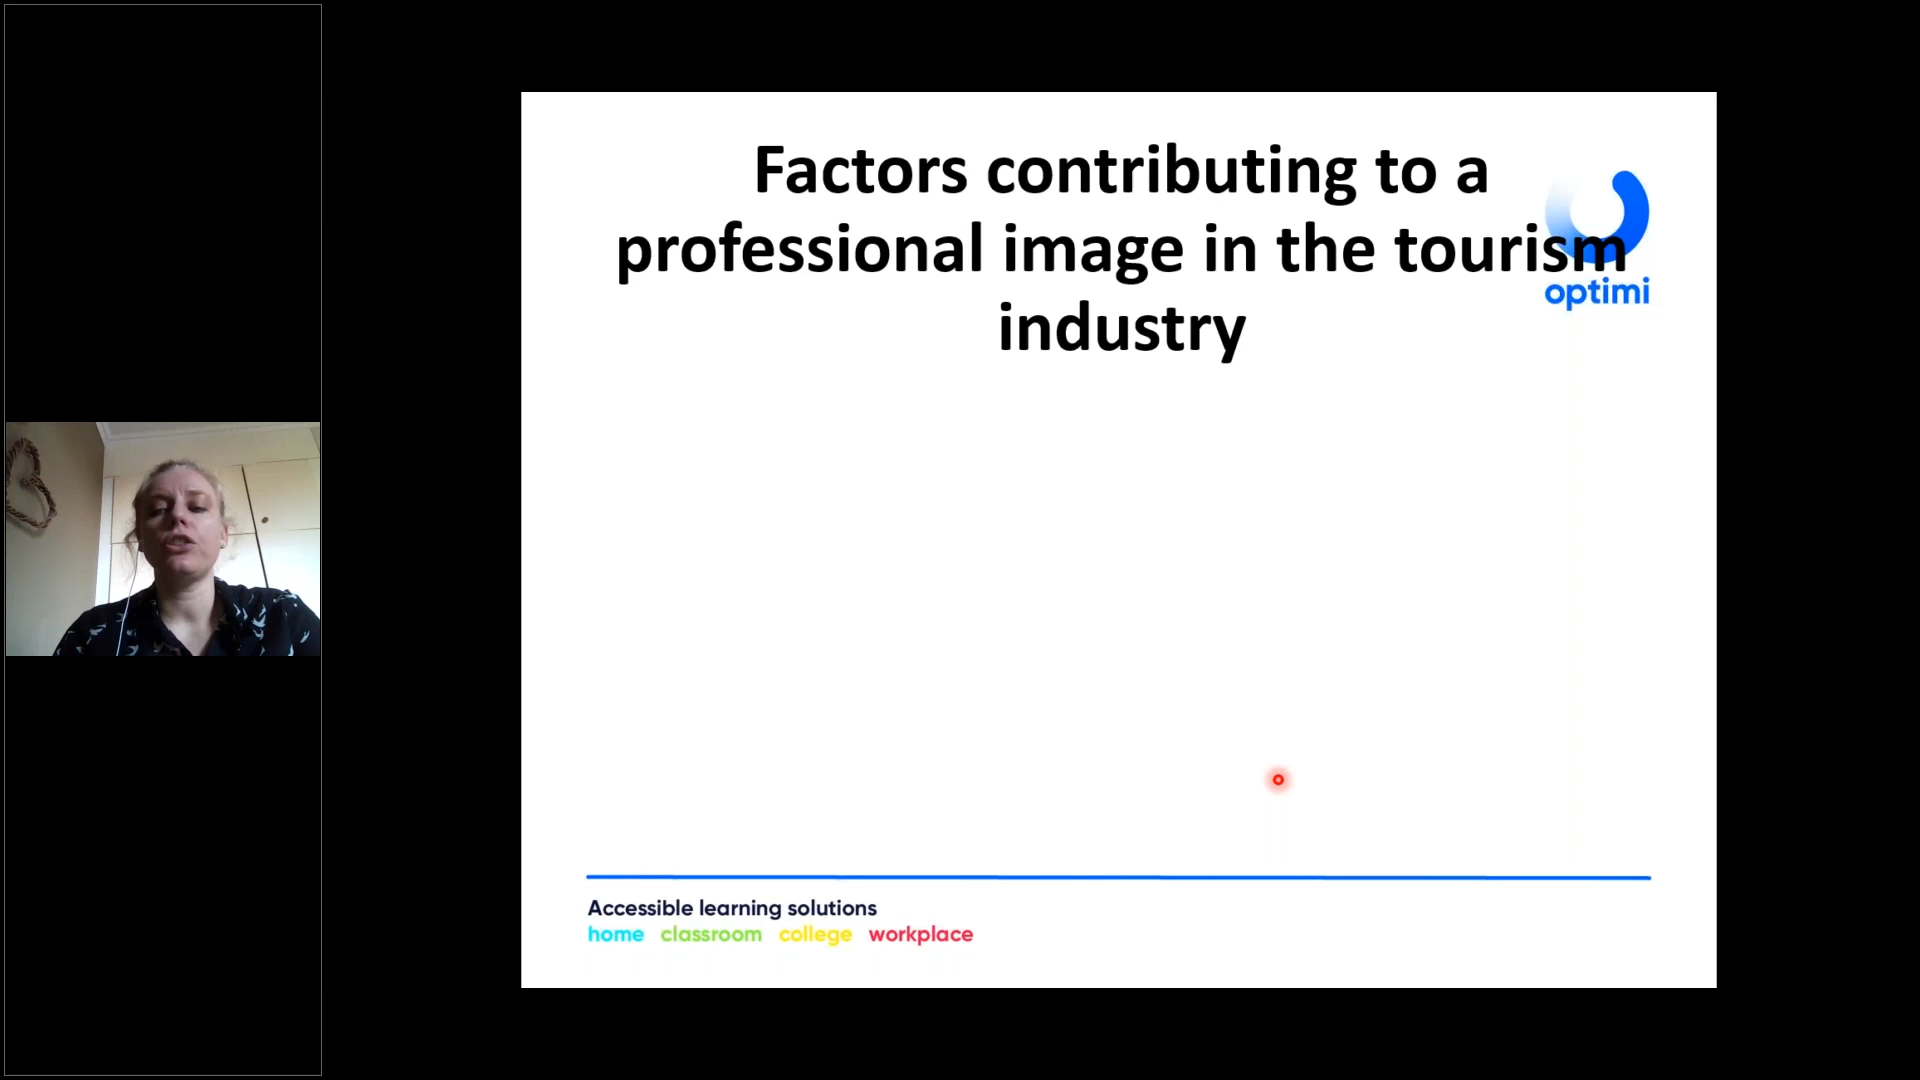 Factors contributing to a
professional image in the tourism
industry
optimi
Accessible learning solutions
home classroom college workplace